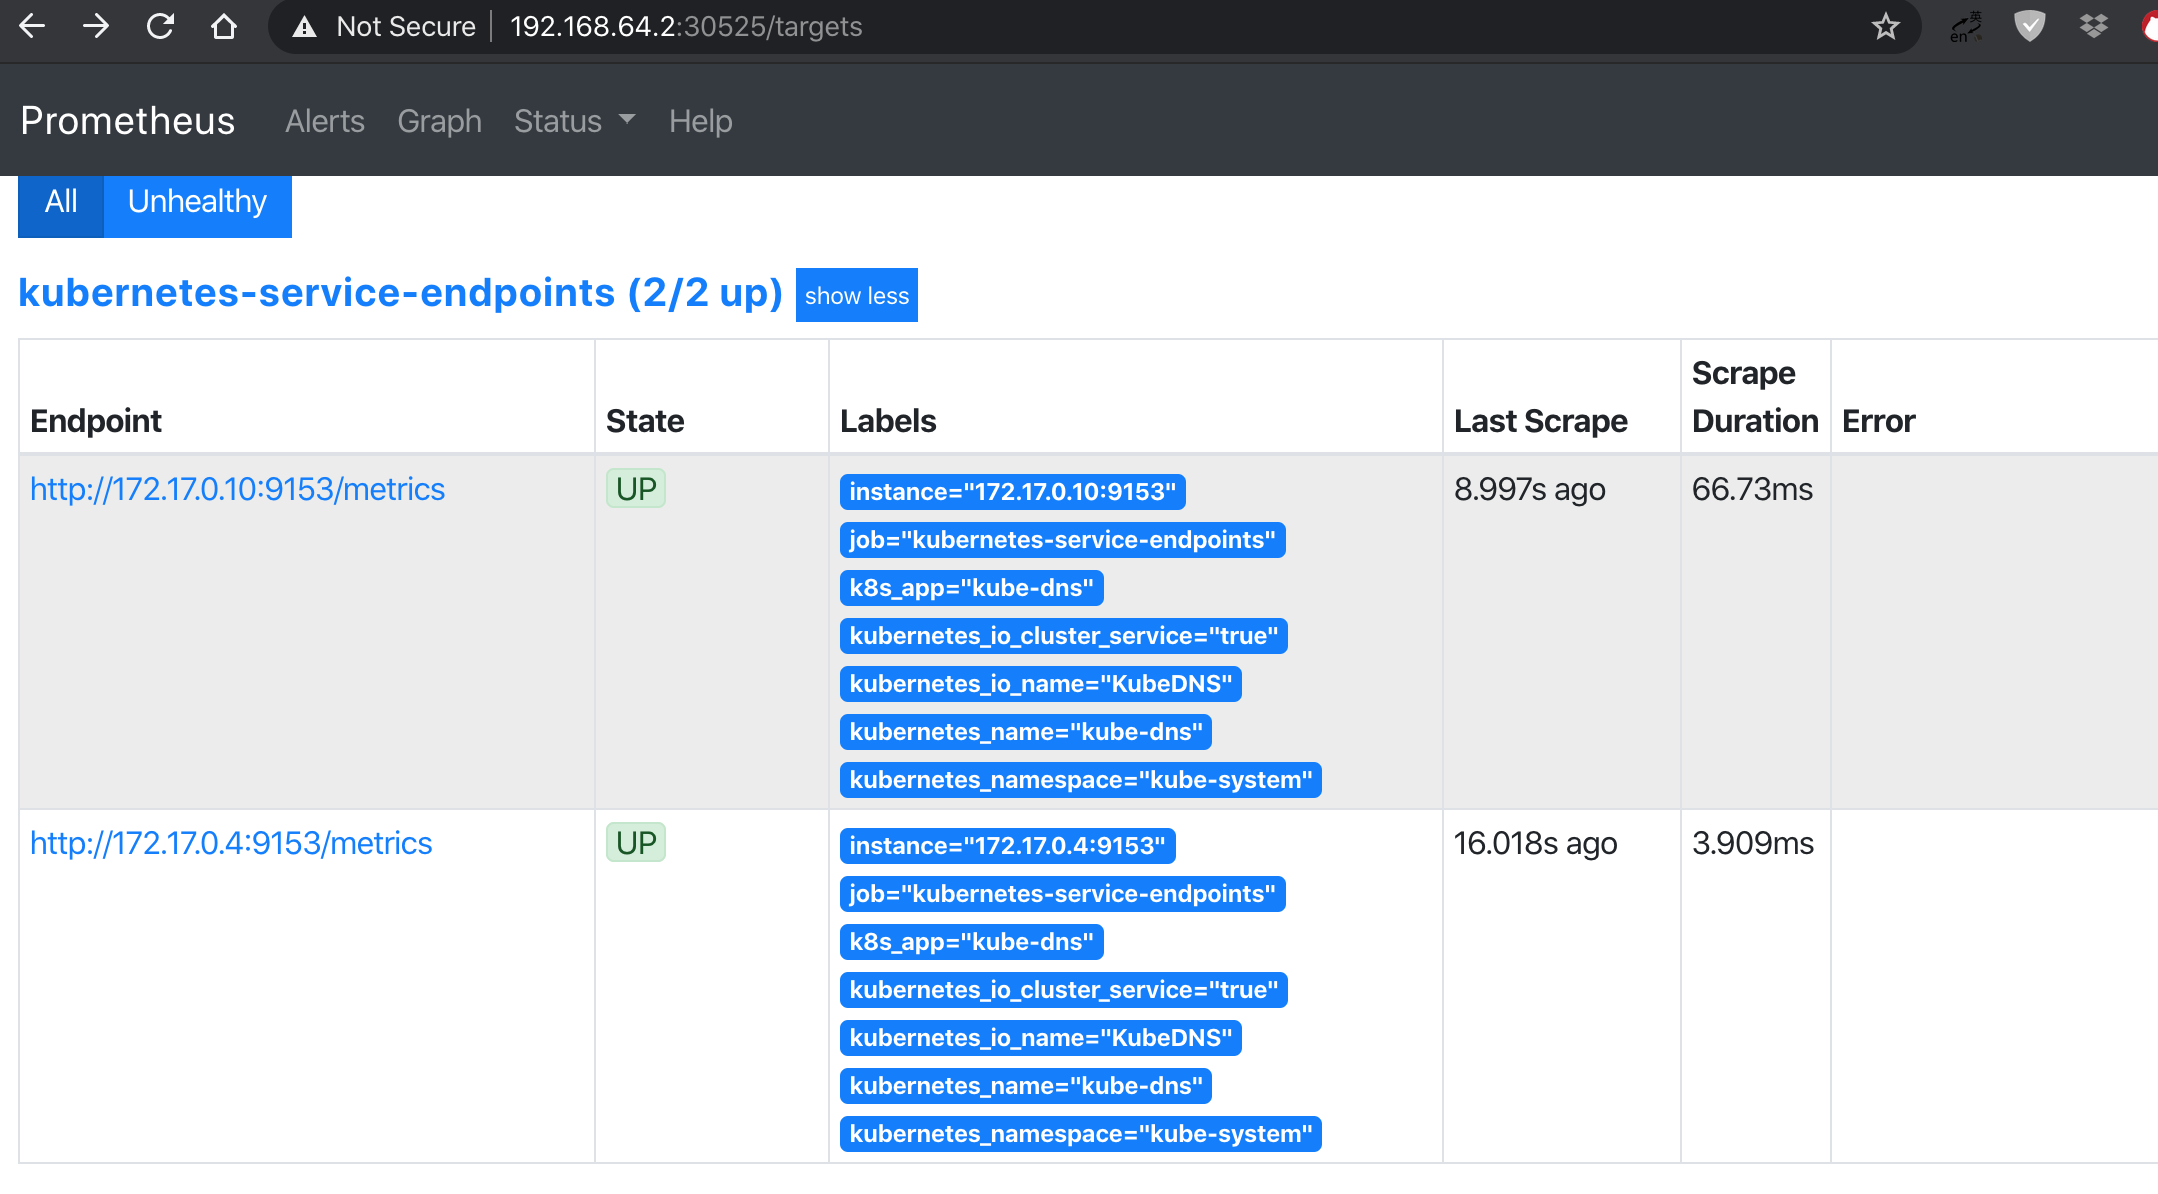 Not Secure 192.168.64.2:30525/targets
en 英
Prometheus Alerts Graph Status Help
All Unhealthy
kubernetes-service-endpoints (2/2 up) show less
Endpoint State Labels Last Scrape Scrape Duration Error
http://172.17.0.10:9153/metrics UP instance="172.17.0.10:9153" 8.997s ago 66.73ms
job="kubernetes-service-endpoints"
k8s_app="kube-dns"
kubernetes_io_cluster_service="true"
kubernetes_io_name="KubeDNS"
kubernetes_name="kube-dns"
kubernetes_namespace="kube-system"
http://172.17.0.4:9153/metrics UP instance="172.17.0.4:9153" 16.018s ago 3.909ms
job="kubernetes-service-endpoints"
k8s_app="kube-dns"
kubernetes_io_cluster_service="true"
kubernetes_io_name="KubeDNS"
kubernetes_name="kube-dns"
kubernetes_namespace="kube-system"